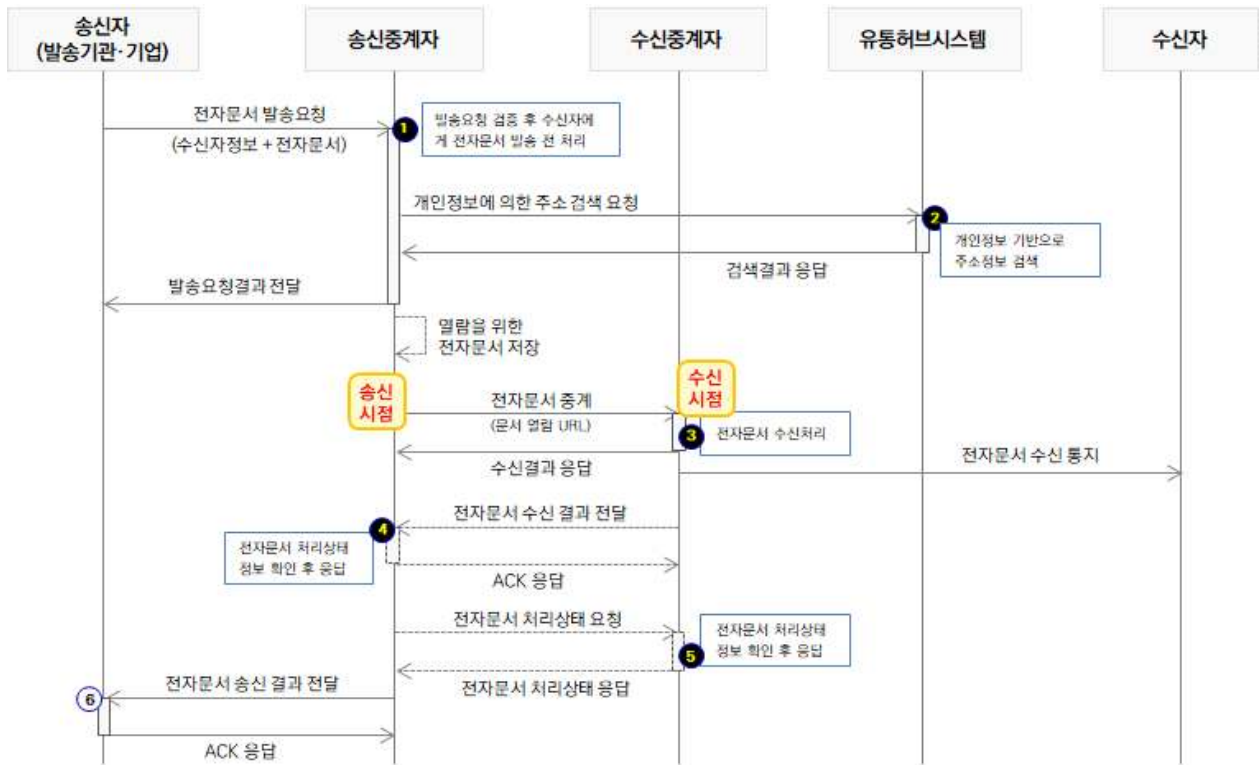 송신자
(발송기관·기업)
송신중계자
수신중계자
유통허브시스템
수신자
전자문서 발송요청
(수신자정보 + 전자문서)
1
발송요청 검증 후 수신자에
게 전자문서 발송 전 처리
개인정보에 의한 주소 검색 요청
2
개인정보 기반으로
주소정보 검색
검색결과 응답
발송요청결과 전달
열람을 위한
전자문서 저장
송신
시점
수신
시점
전자문서 중계
(문서 열람 URL)
3
전자문서 수신처리
수신결과 응답
전자문서 수신 통지
전자문서 수신 결과 전달
4
전자문서 처리상태
정보 확인 후 응답
ACK 응답
전자문서 처리상태 요청
전자문서 처리상태
정보 확인 후 응답
5
전자문서 처리상태 응답
전자문서 송신 결과 전달
6
ACK 응답